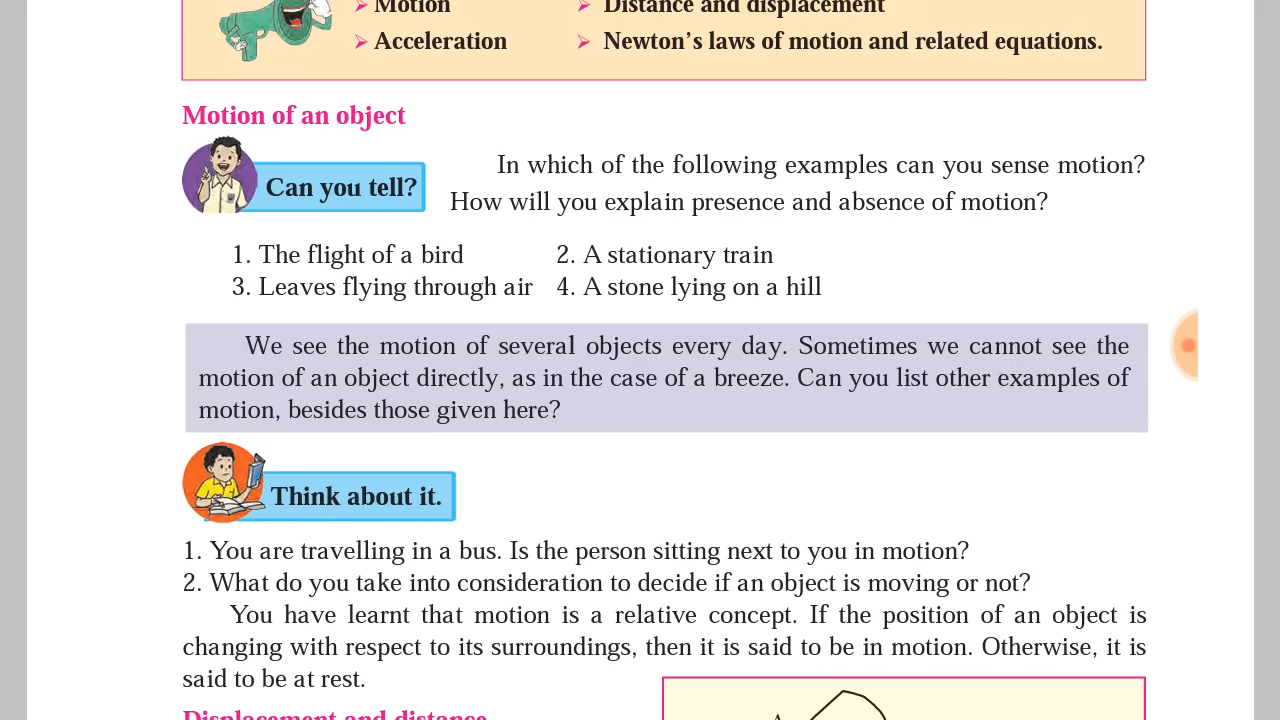 ➢ Motion ➢ Distance and displacement
➢ Acceleration ➢ Newton’s laws of motion and related equations.
Motion of an object
Can you tell?
In which of the following examples can you sense motion?
How will you explain presence and absence of motion?
1. The flight of a bird 2. A stationary train
3. Leaves flying through air 4. A stone lying on a hill
We see the motion of several objects every day. Sometimes we cannot see the
motion of an object directly, as in the case of a breeze. Can you list other examples of
motion, besides those given here?
Think about it.
1. You are travelling in a bus. Is the person sitting next to you in motion?
2. What do you take into consideration to decide if an object is moving or not?
You have learnt that motion is a relative concept. If the position of an object is
changing with respect to its surroundings, then it is said to be in motion. Otherwise, it is
said to be at rest.
Displacement and distance
A